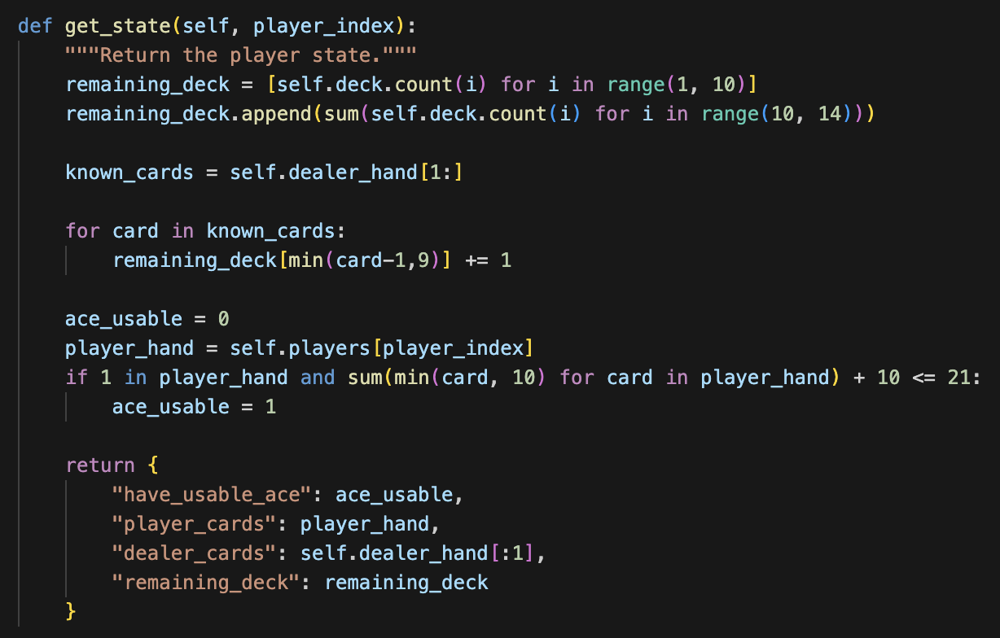 def get_state(self, player_index):
    """Return the player state."""
    remaining_deck = [self.deck.count(i) for i in range(1, 10)]
    remaining_deck.append(sum(self.deck.count(i) for i in range(10, 14)))

    known_cards = self.dealer_hand[1:]

    for card in known_cards:
        remaining_deck[min(card-1,9)] += 1

    ace_usable = 0
    player_hand = self.players[player_index]
    if 1 in player_hand and sum(min(card, 10) for card in player_hand) + 10 <= 21:
        ace_usable = 1

    return {
        "have_usable_ace": ace_usable,
        "player_cards": player_hand,
        "dealer_cards": self.dealer_hand[:1],
        "remaining_deck": remaining_deck
    }